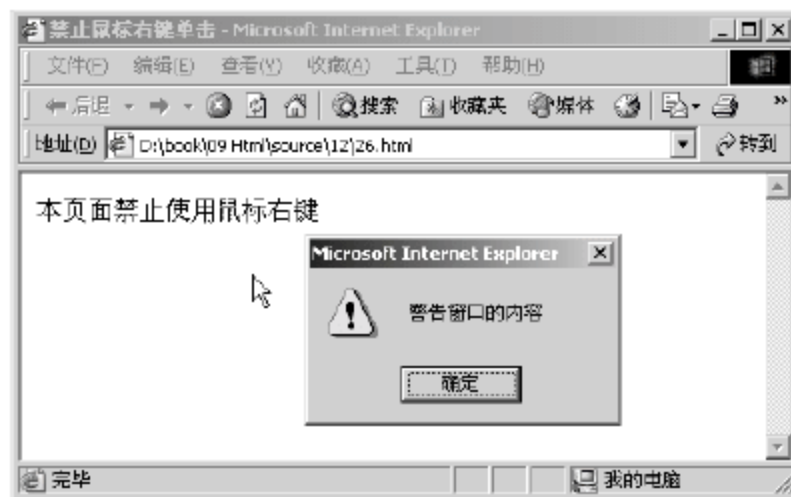 禁止鼠标右键单击 - Microsoft Internet Explorer
文件(F) 编辑(E) 查看(V) 收藏(A) 工具(T) 帮助(H)
后退 搜索 收藏夹 媒体 »
地址(D) D:\book\09 Html\source\12\26.html 转到
本页面禁止使用鼠标右键
Microsoft Internet Explorer
警告窗口的内容
确定
完毕 我的电脑